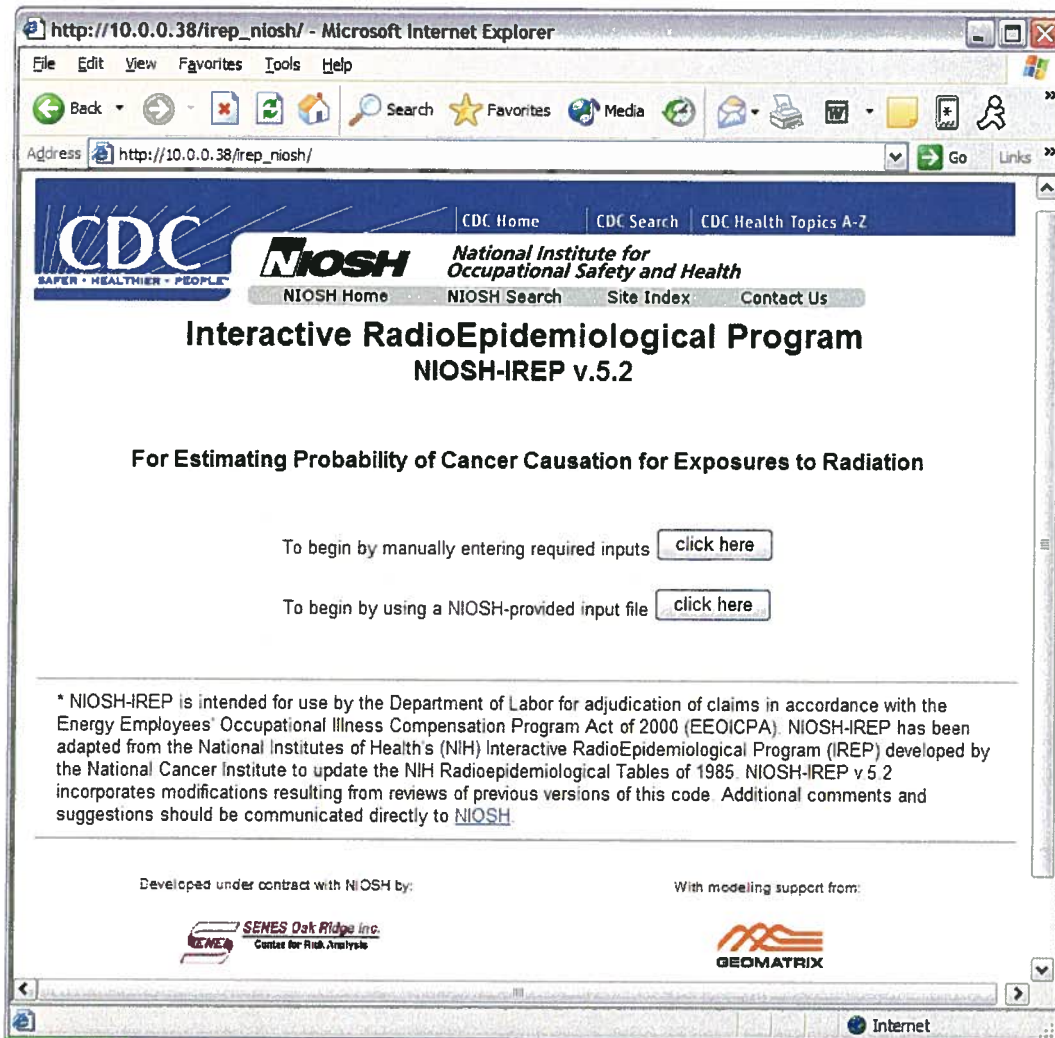 http://10.0.0.38/irep_niosh/ - Microsoft Internet Explorer
File Edit View Favorites Tools Help
Back Search Favorites Media
Address http://10.0.0.38/irep_niosh/ Go Links
CDC Home CDC Search CDC Health Topics A-Z
CDC
SAFER • HEALTHIER • PEOPLE™
NIOSH National Institute for
Occupational Safety and Health
NIOSH Home NIOSH Search Site Index Contact Us
Interactive RadioEpidemiological Program
NIOSH-IREP v.5.2
For Estimating Probability of Cancer Causation for Exposures to Radiation
To begin by manually entering required inputs click here
To begin by using a NIOSH-provided input file click here
* NIOSH-IREP is intended for use by the Department of Labor for adjudication of claims in accordance with the
Energy Employees' Occupational Illness Compensation Program Act of 2000 (EEOICPA). NIOSH-IREP has been
adapted from the National Institutes of Health's (NIH) Interactive RadioEpidemiological Program (IREP) developed by
the National Cancer Institute to update the NIH Radioepidemiological Tables of 1985. NIOSH-IREP v.5.2
incorporates modifications resulting from reviews of previous versions of this code. Additional comments and
suggestions should be communicated directly to NIOSH.
Developed under contract with NIOSH by: With modeling support from:
SENES SENES Oak Ridge Inc.
Center for Risk Analysis
GEOMATRIX
Internet